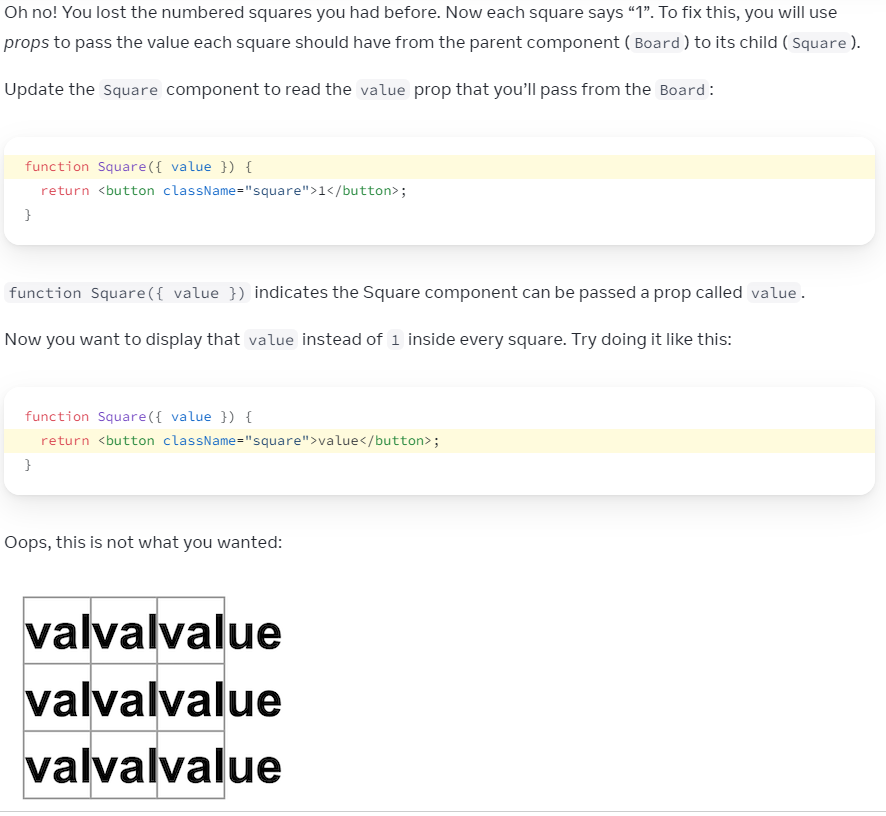 Oh no! You lost the numbered squares you had before. Now each square says “1”. To fix this, you will use
props to pass the value each square should have from the parent component ( Board ) to its child ( Square ).
Update the Square component to read the value prop that you’ll pass from the Board :
function Square({ value }) {
  return <button className="square">1</button>;
}
function Square({ value }) indicates the Square component can be passed a prop called value .
Now you want to display that value instead of 1 inside every square. Try doing it like this:
function Square({ value }) {
  return <button className="square">value</button>;
}
Oops, this is not what you wanted:
valvalvalue
valvalvalue
valvalvalue